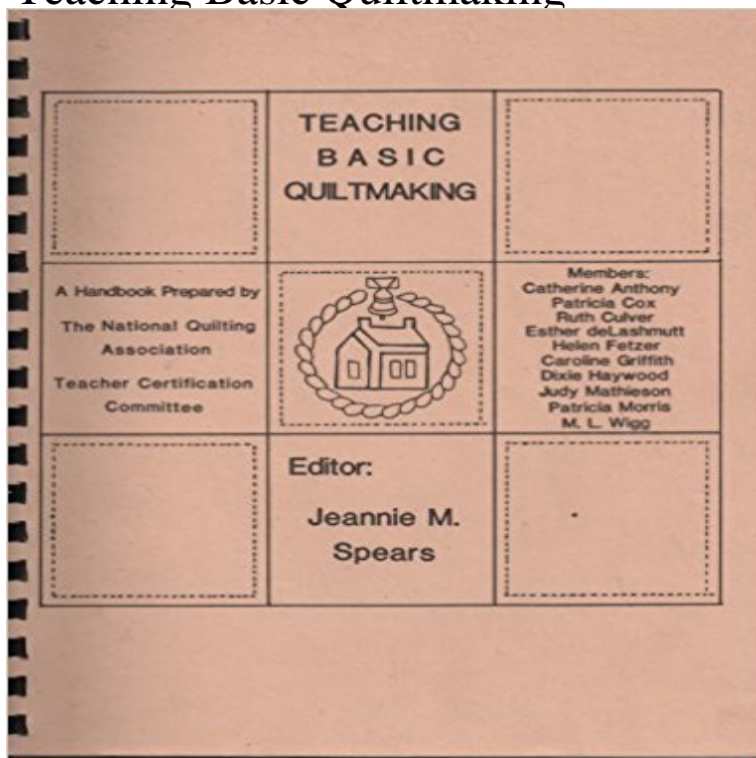 Teaching Basic Quiltmaking
TEACHING
BASIC
QUILTMAKING
A Handbook Prepared by
The National Quilting
Association
Teacher Certification
Committee
Members:
Catherine Anthony
Patricia Cox
Ruth Culver
Esther deLashmutt
Helen Fetzer
Caroline Griffith
Dixie Haywood
Judy Mathieson
Patricia Morris
M. L. Wigg
Editor:
Jeannie M.
Spears